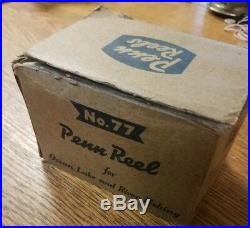 Penn
Reels
No. 77
Penn Reel
for
Ocean, Lake and River Fishing